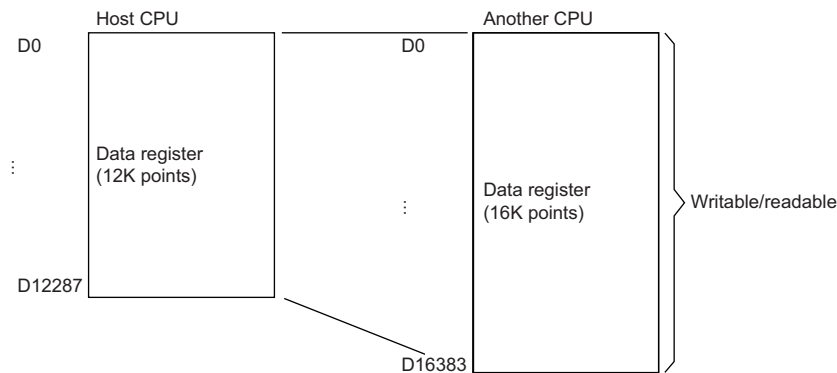 Host CPU
Another CPU
D0
D0
Data register
(12K points)
⋮
⋮
Data register
(16K points)
Writable/readable
D12287
D16383